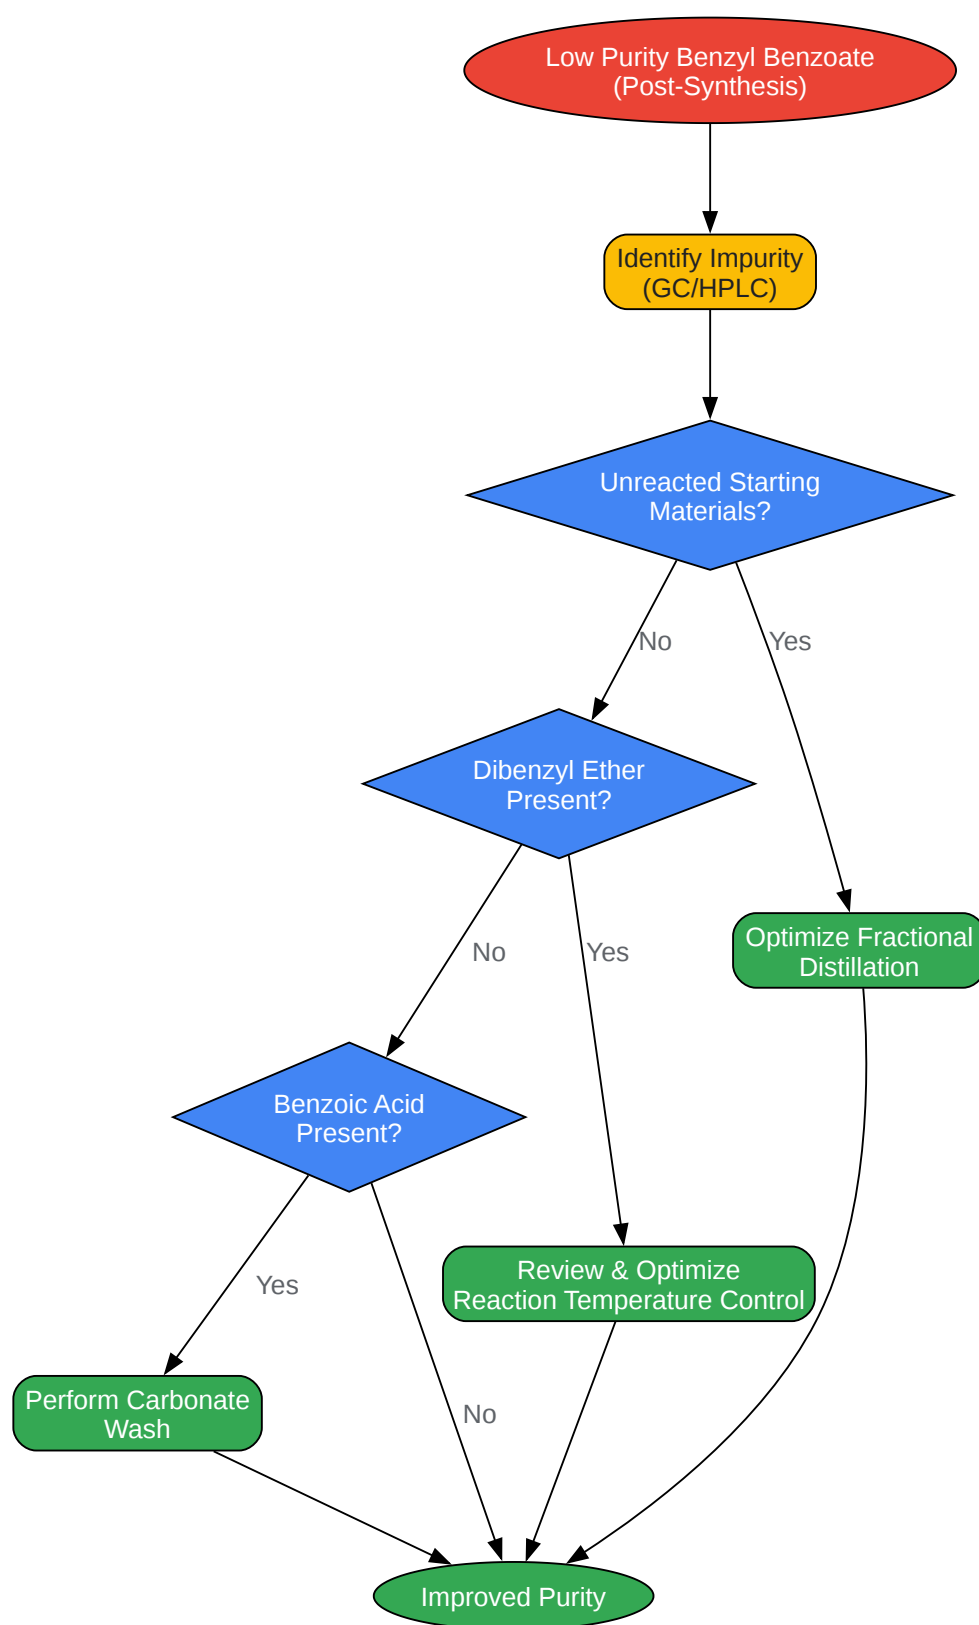 Low Purity Benzyl Benzoate
(Post-Synthesis)
Identify Impurity
(GC/HPLC)
Unreacted Starting
Materials?
No
Yes
Dibenzyl Ether
Present?
Optimize Fractional
Distillation
No
Yes
Benzoic Acid
Present?
Review & Optimize
Reaction Temperature Control
Yes
Perform Carbonate
Wash
No
Improved Purity